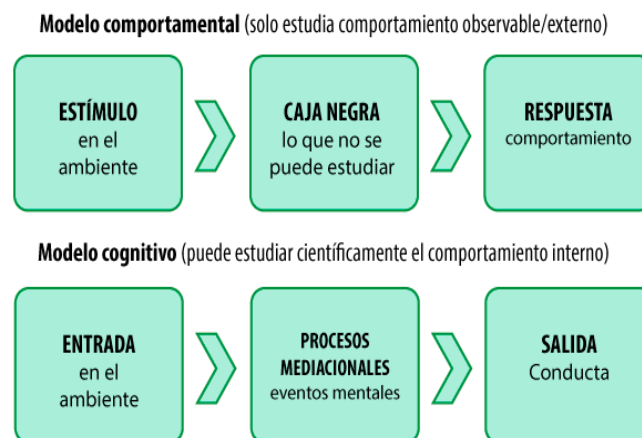 Modelo comportamental (solo estudia comportamiento observable/externo)
ESTÍMULO
en el
ambiente
CAJA NEGRA
lo que no se
puede estudiar
RESPUESTA
comportamiento
Modelo cognitivo (puede estudiar científicamente el comportamiento interno)
ENTRADA
en el
ambiente
PROCESOS
MEDIACIONALES
eventos mentales
SALIDA
Conducta